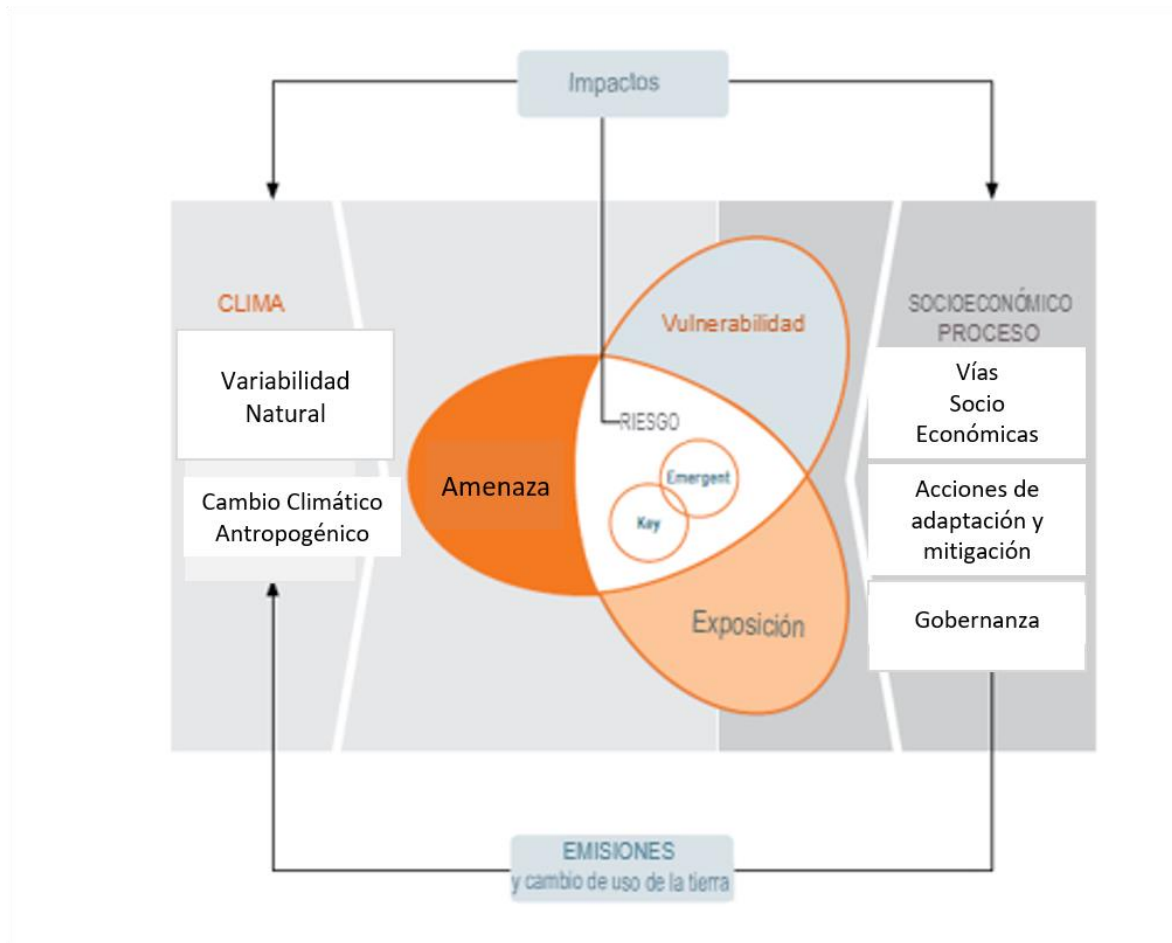 Impactos
CLIMA
Variabilidad
Natural
Cambio Climático
Antropogénico
Amenaza
Vulnerabilidad
RIESGO
Emergent
Key
Exposición
SOCIOECONÓMICO
PROCESO
Vías
Socio
Económicas
Acciones de
adaptación y
mitigación
Gobernanza
EMISIONES
y cambio de uso de la tierra